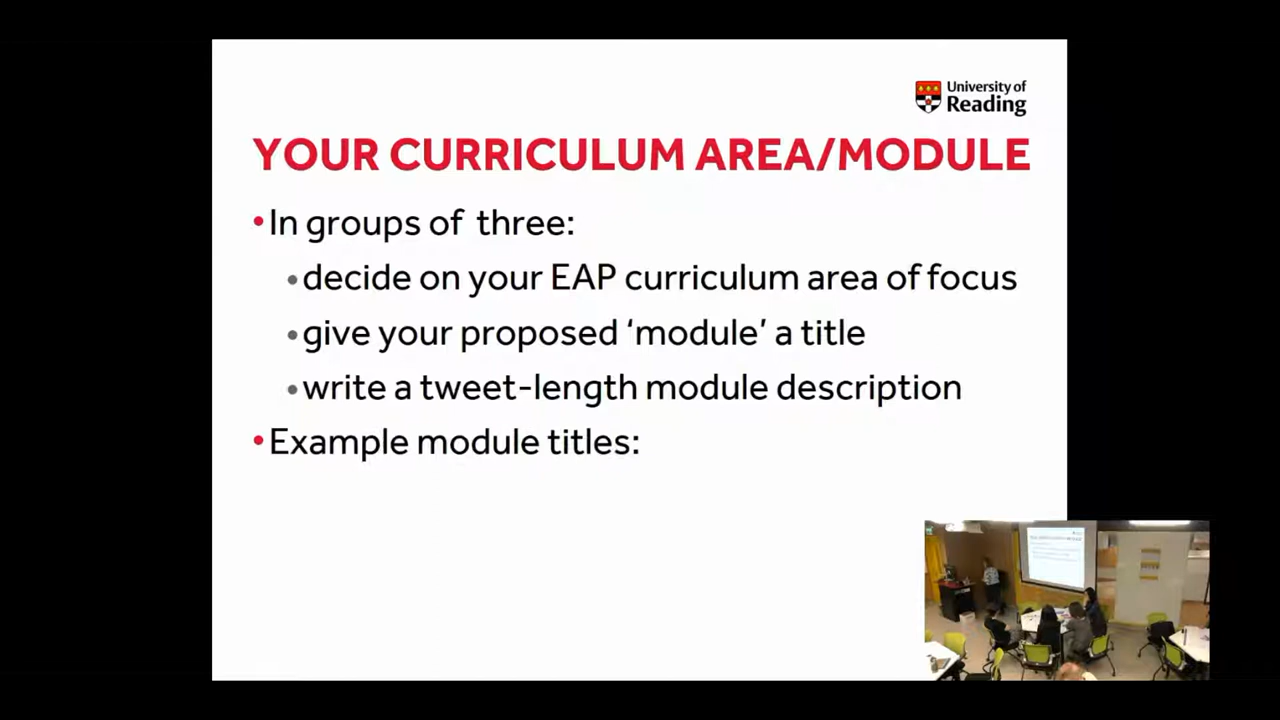 University of
Reading
YOUR CURRICULUM AREA/MODULE
•In groups of three:
•decide on your EAP curriculum area of focus
•give your proposed ‘module’ a title
•write a tweet-length module description
•Example module titles: